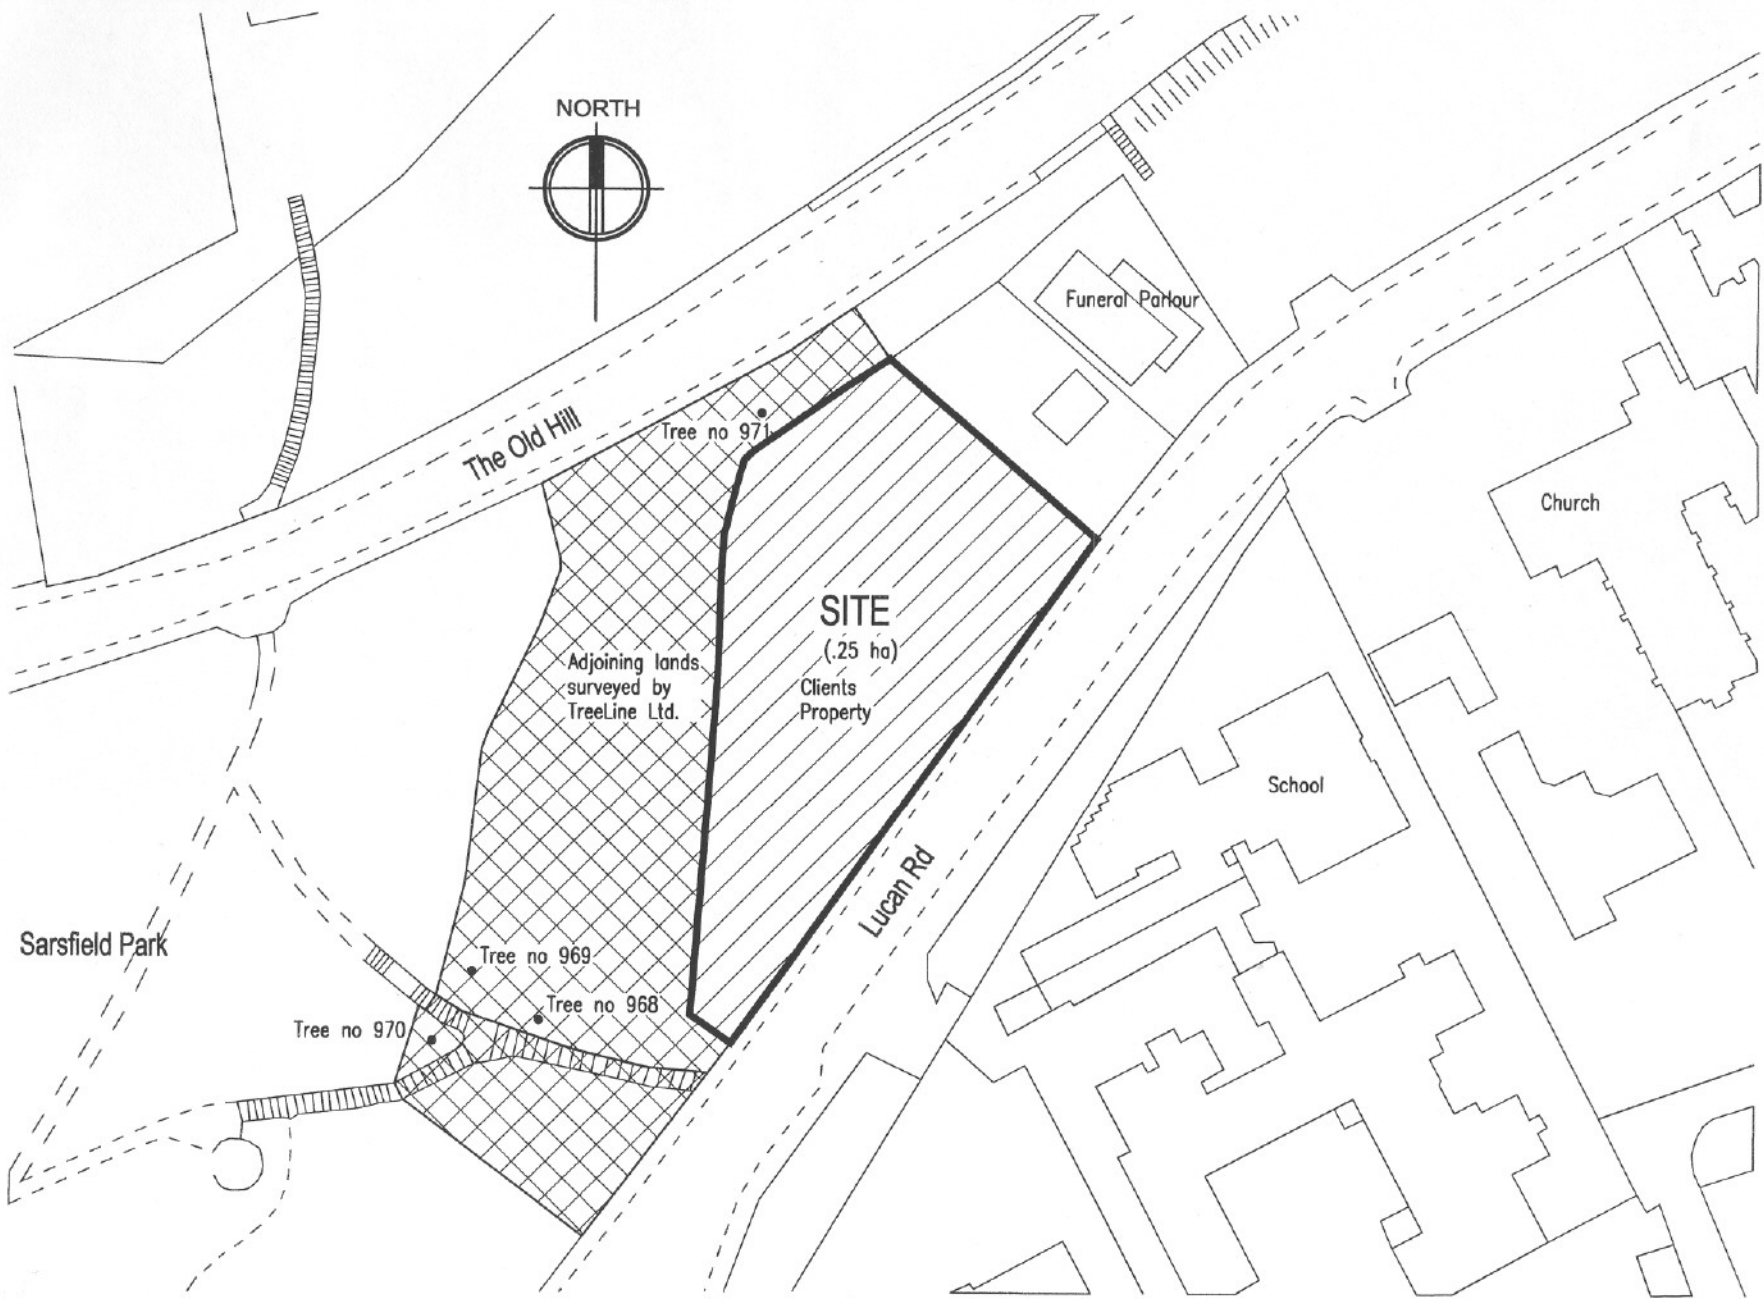 NORTH
Funeral Parlour
Tree no 971
The Old Hill
Church
SITE
(.25 ha)
Clients
Property
Adjoining lands
surveyed by
TreeLine Ltd.
School
Lucan Rd
Sarsfield Park
Tree no 969
Tree no 968
Tree no 970